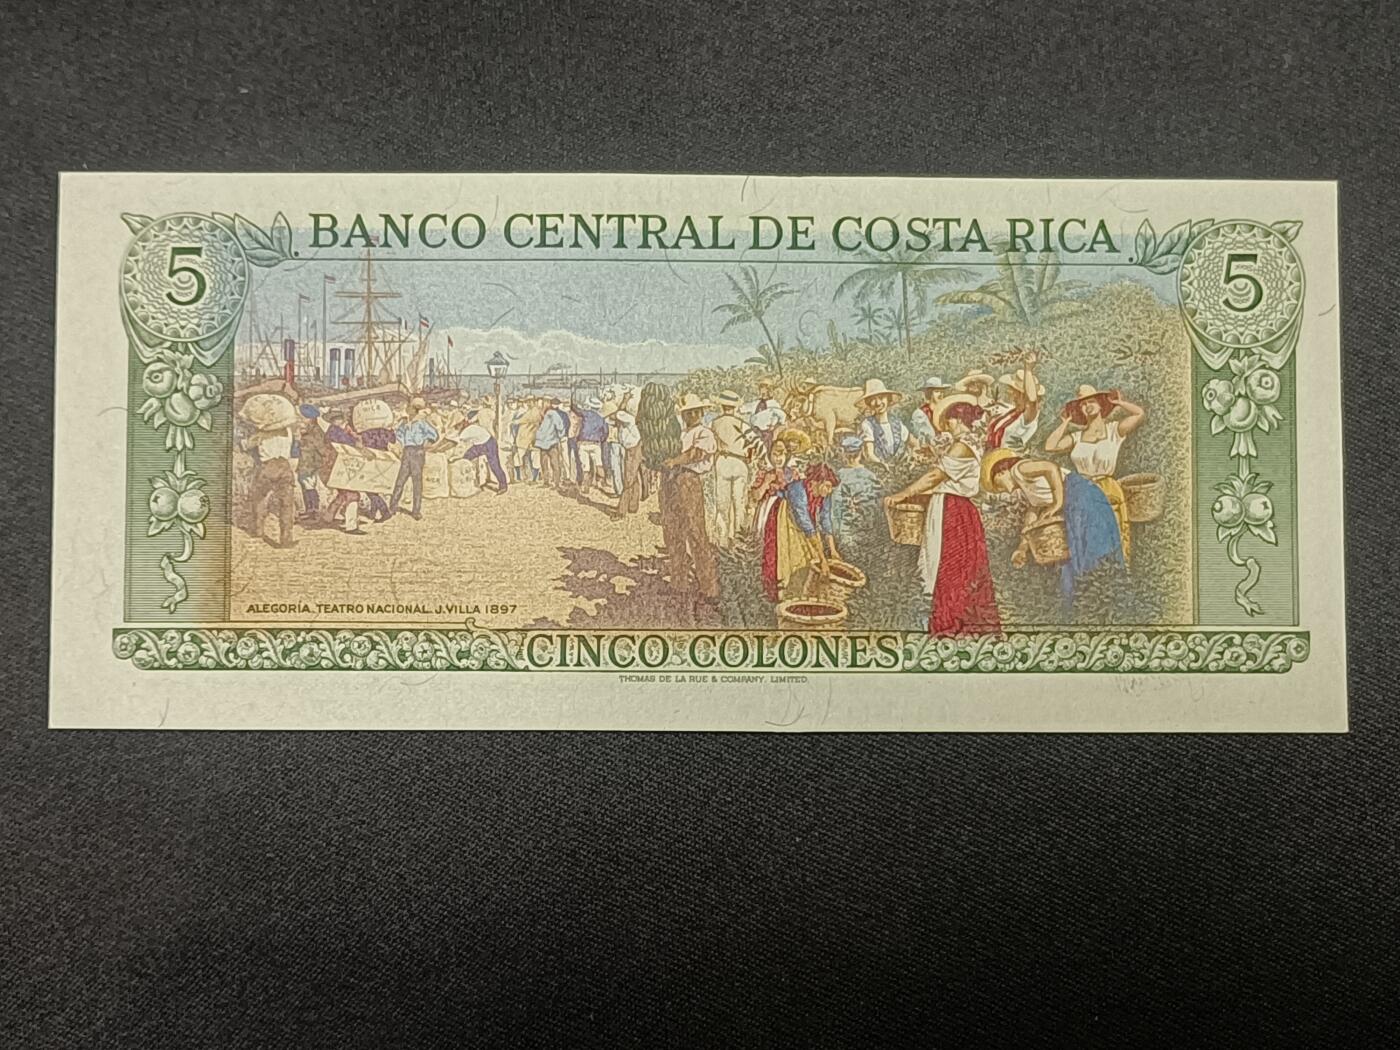 BANCO CENTRAL DE COSTA RICA
5
5
ALEGORÍA. TEATRO NACIONAL. J. VILLA 1897
CINCO COLONES
THOMAS DE LA RUE & COMPANY, LIMITED.